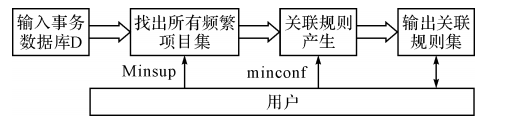 输入事务
数据库D
找出所有频繁
项目集
关联规则
产生
输出关联
规则集
Minsup
minconf
用户